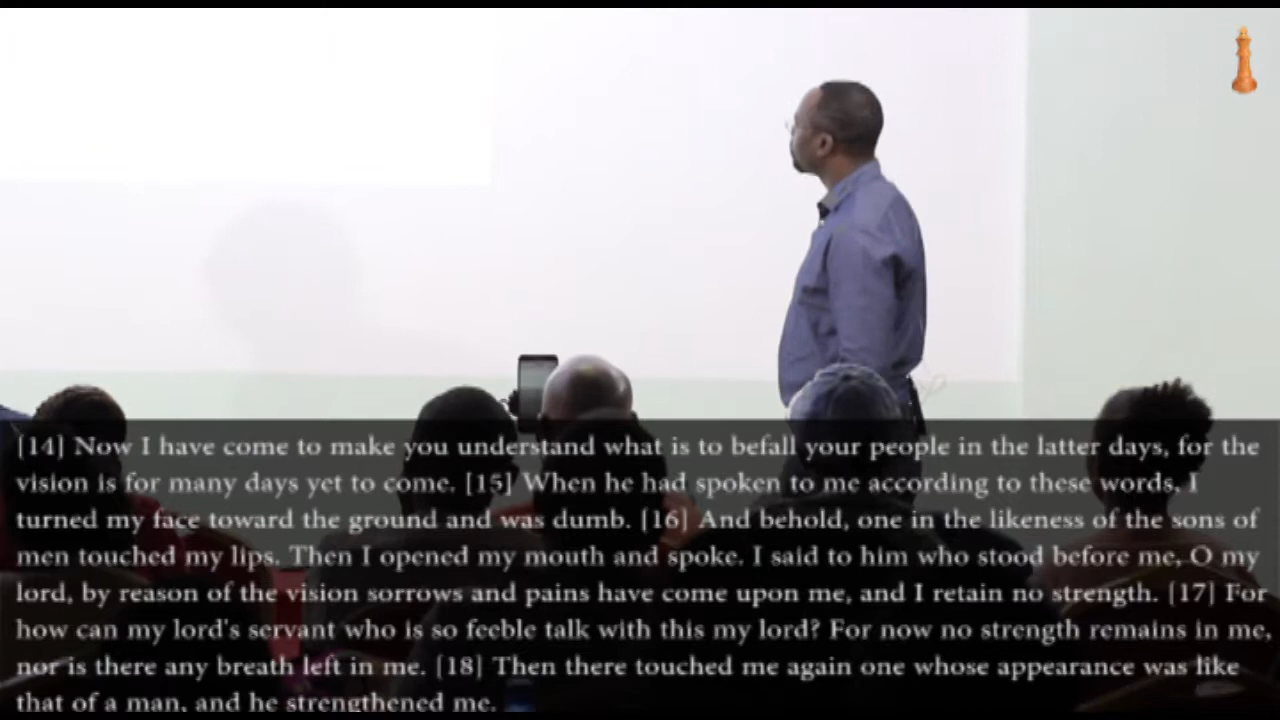 [14] Now I have come to make you understand what is to befall your people in the latter days, for the
vision is for many days yet to come. [15] When he had spoken to me according to these words, I
turned my face toward the ground and was dumb. [16] And behold, one in the likeness of the sons of
men touched my lips. Then I opened my mouth and spoke. I said to him who stood before me, O my
lord, by reason of the vision sorrows and pains have come upon me, and I retain no strength. [17] For
how can my lord's servant who is so feeble talk with this my lord? For now no strength remains in me,
nor is there any breath left in me. [18] Then there touched me again one whose appearance was like
that of a man, and he strengthened me.